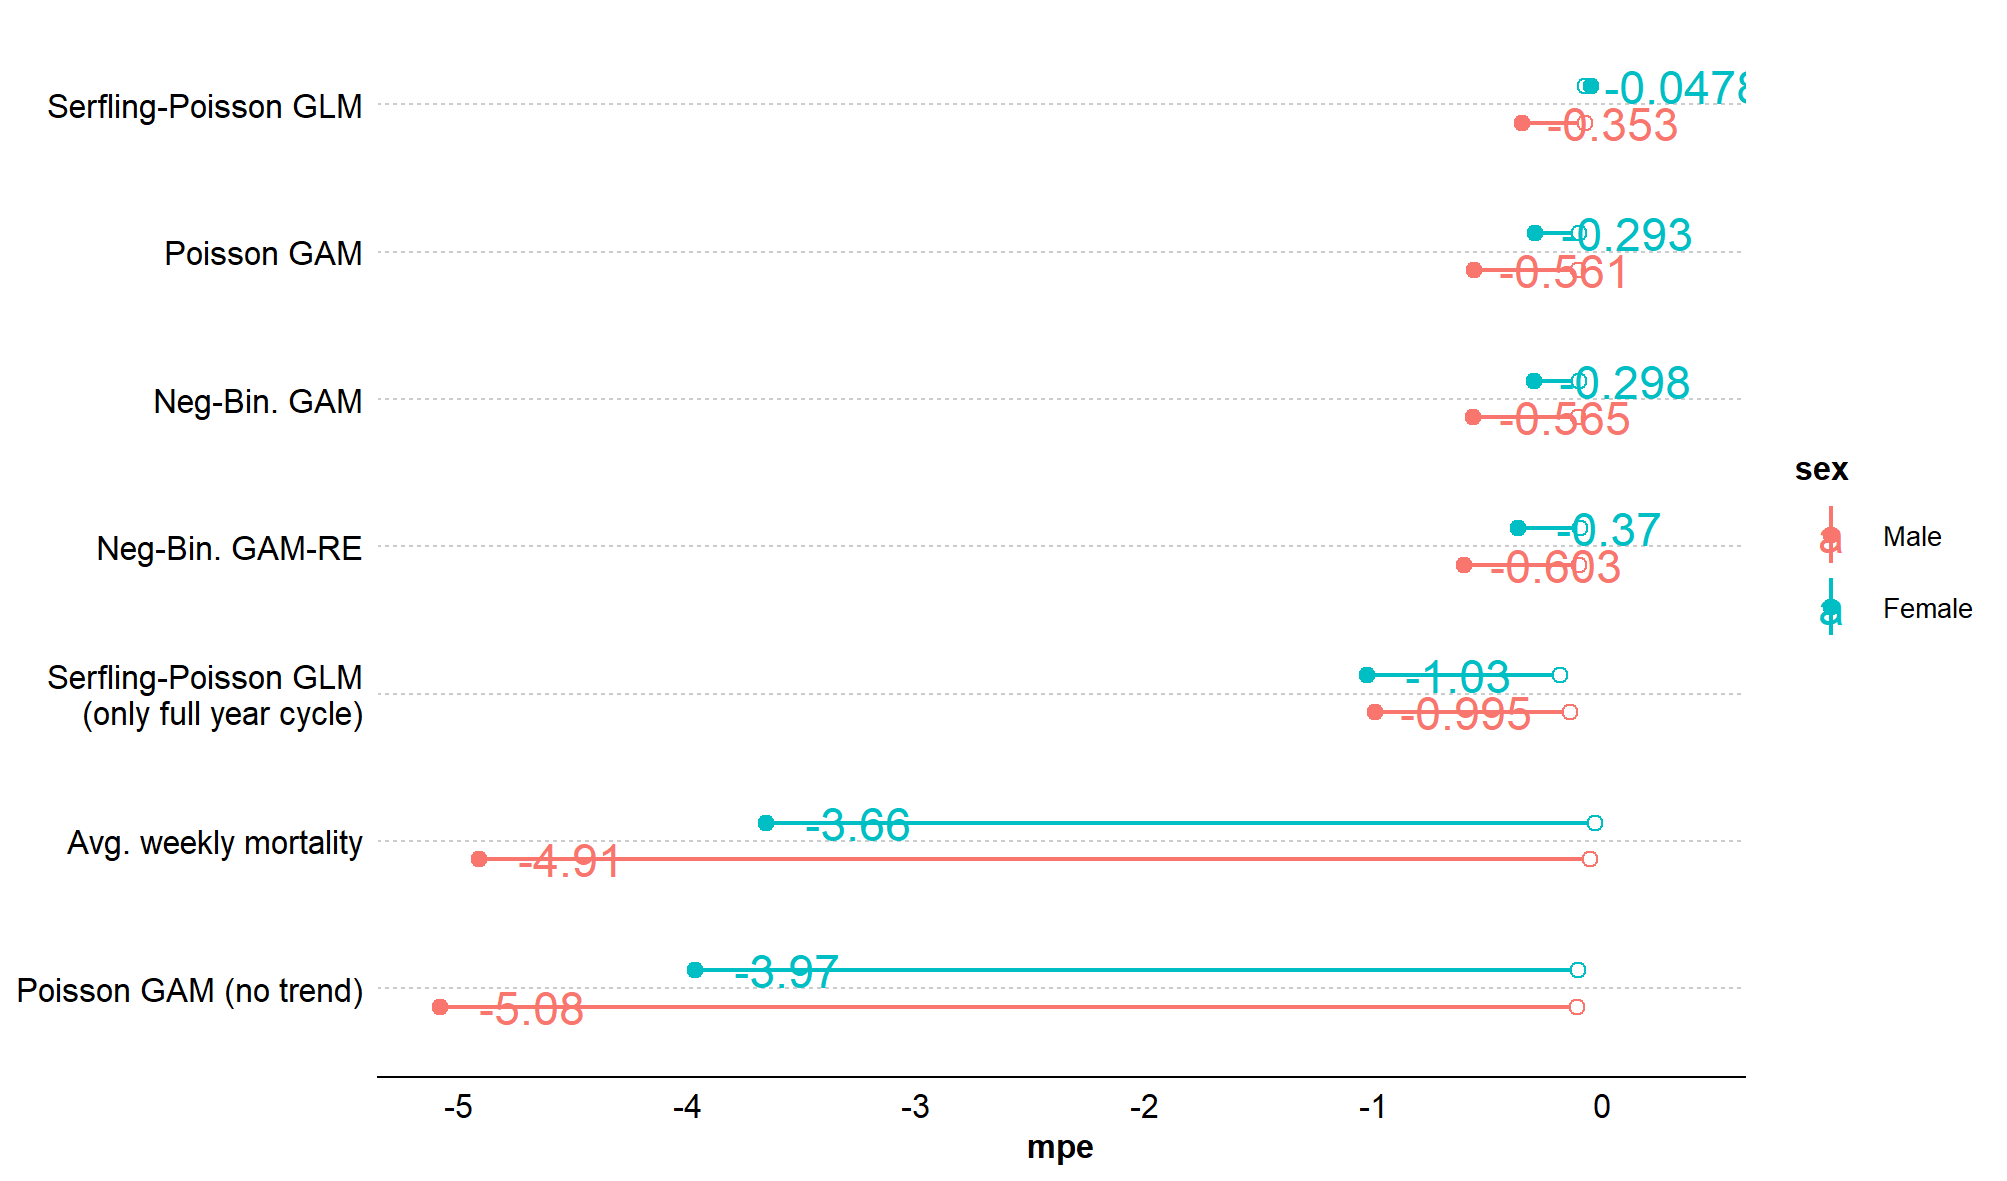 Serfling-Poisson GLM
-0.0478
-0.353
Poisson GAM
-0.293
-0.561
Neg-Bin. GAM
-0.298
-0.565
Neg-Bin. GAM-RE
-0.37
-0.603
Serfling-Poisson GLM
(only full year cycle)
-1.03
-0.995
Avg. weekly mortality
-3.66
-4.91
Poisson GAM (no trend)
-3.97
-5.08
-5 -4 -3 -2 -1 0
mpe
sex
a Male
a Female